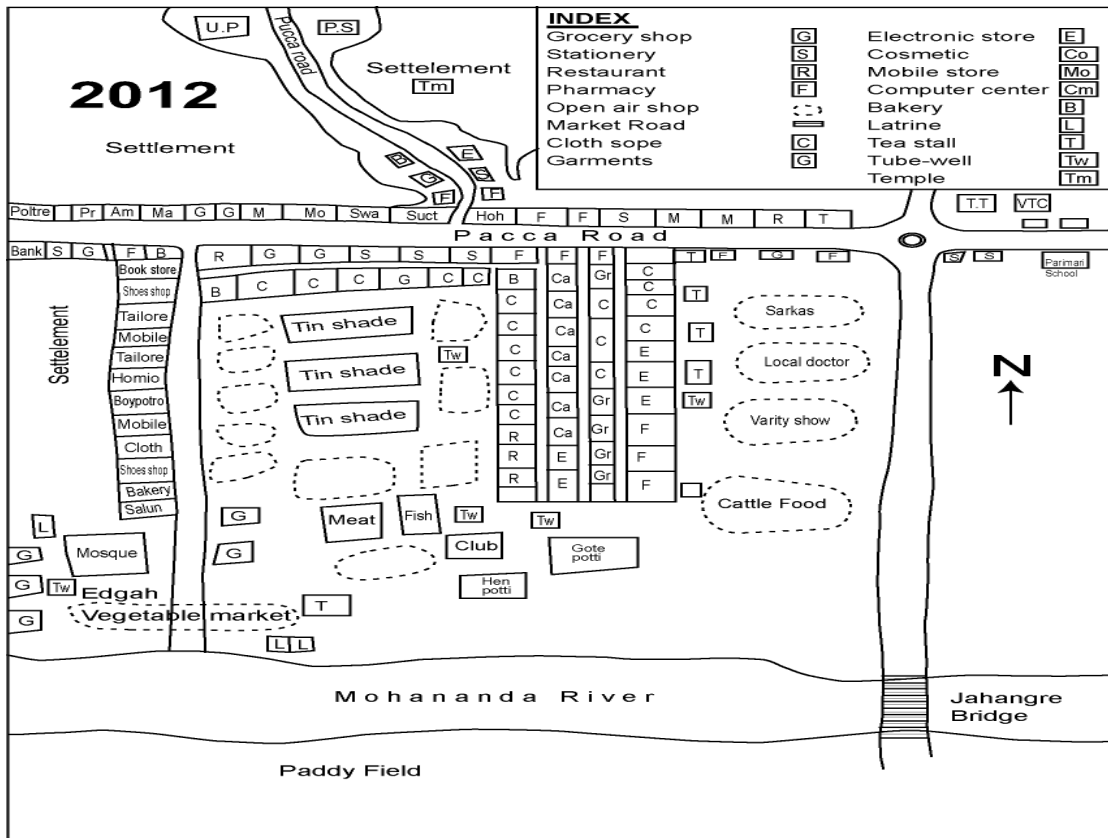 U.P
P.S
Pucca road
Settelement
Tm
2012
Settlement
INDEX
Grocery shop G Electronic store E
Stationery S Cosmetic Co
Restaurant R Mobile store Mo
Pharmacy F Computer center Cm
Open air shop Bakery B
Market Road Latrine L
Cloth sope C Tea stall T
Garments G Tube-well Tw
Temple Tm
B E
G S
F F
T.T VTC
Poltre Pr Am Ma G G M Mo Swa Suct Hoh F F S M M R T
Pacca Road
Bank S G F B R G G S S S F F F T F G F S S Parimari
School
Book store
Shoes shop
Tailore
Mobile
Tailore
Homio
Boypotro
Mobile
Cloth
Shoes shop
Bakery
Salun
Settelement
B C C C G C C
B
C
C
C
C
C
C
R
R
R
Ca
Ca
Ca
Ca
Ca
Ca
Ca
E
E
Gr
C
C
C
Gr
Gr
Gr
Gr
C
C
C
C
E
E
E
F
F
F
T
T
T
Tw
Tin shade
Tin shade
Tw
Tin shade
Sarkas
Local doctor
Varity show
Cattle Food
N
L
Mosque
G
G
Tw
G
Edgah
Vegetable market
G
G
T
L L
Meat
Fish
Tw
Tw
Club
Gote
potti
Hen
potti
Mohananda River
Jahangre
Bridge
Paddy Field